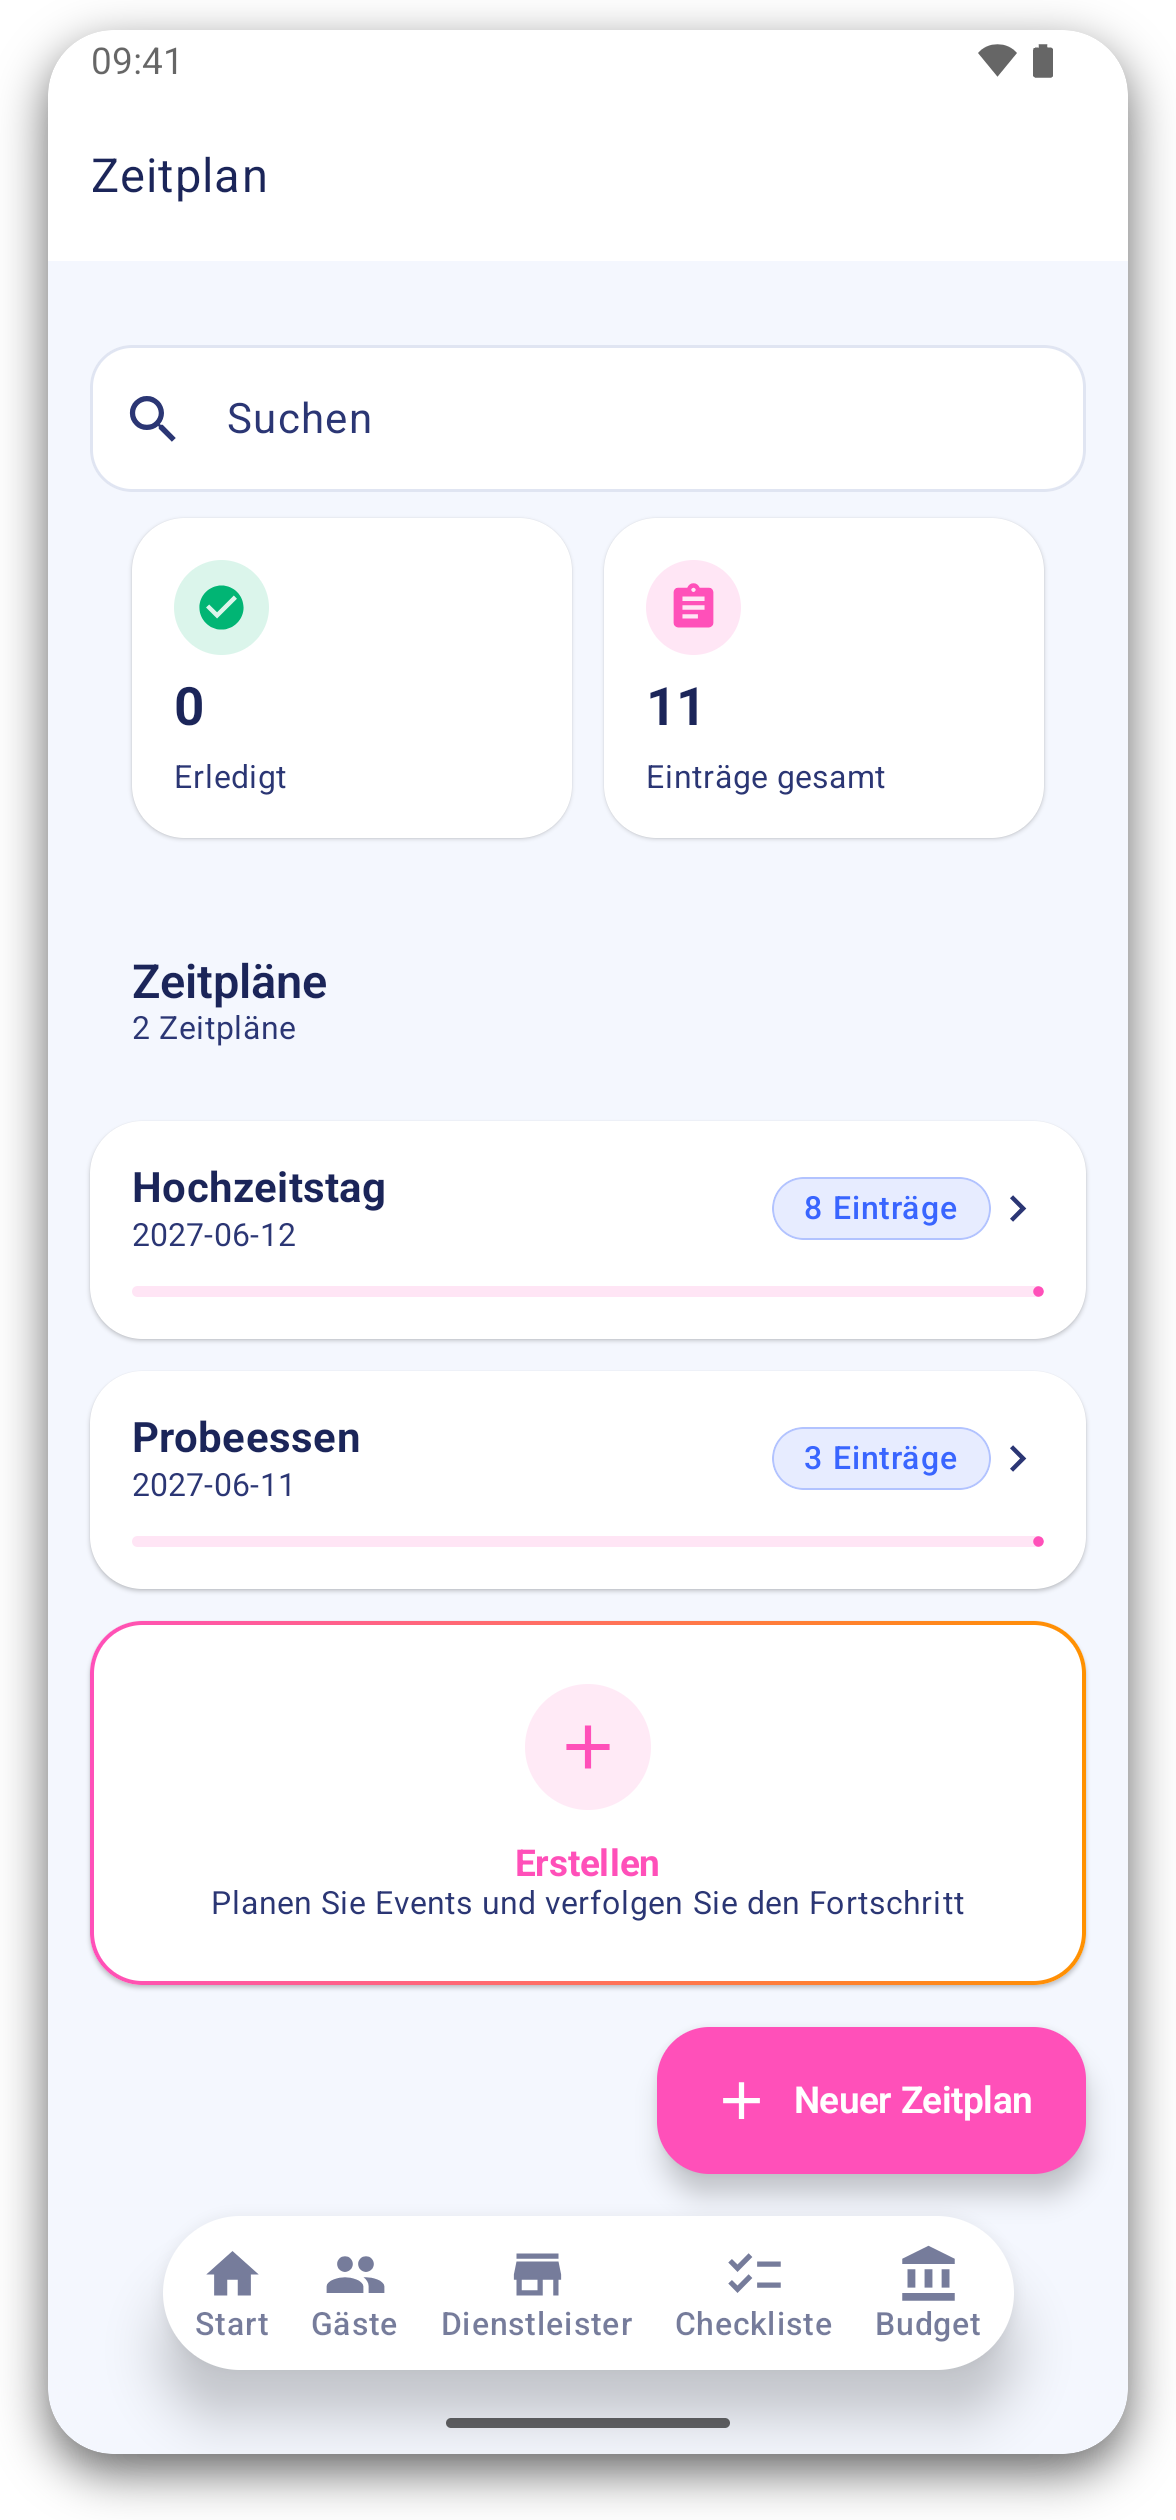 09:41
Zeitplan
Suchen
0
Erledigt
11
Einträge gesamt
Zeitpläne
2 Zeitpläne
Hochzeitstag
2027-06-12
8 Einträge
Probeessen
2027-06-11
3 Einträge
Erstellen
Planen Sie Events und verfolgen Sie den Fortschritt
Neuer Zeitplan
Start
Gäste
Dienstleister
Checkliste
Budget